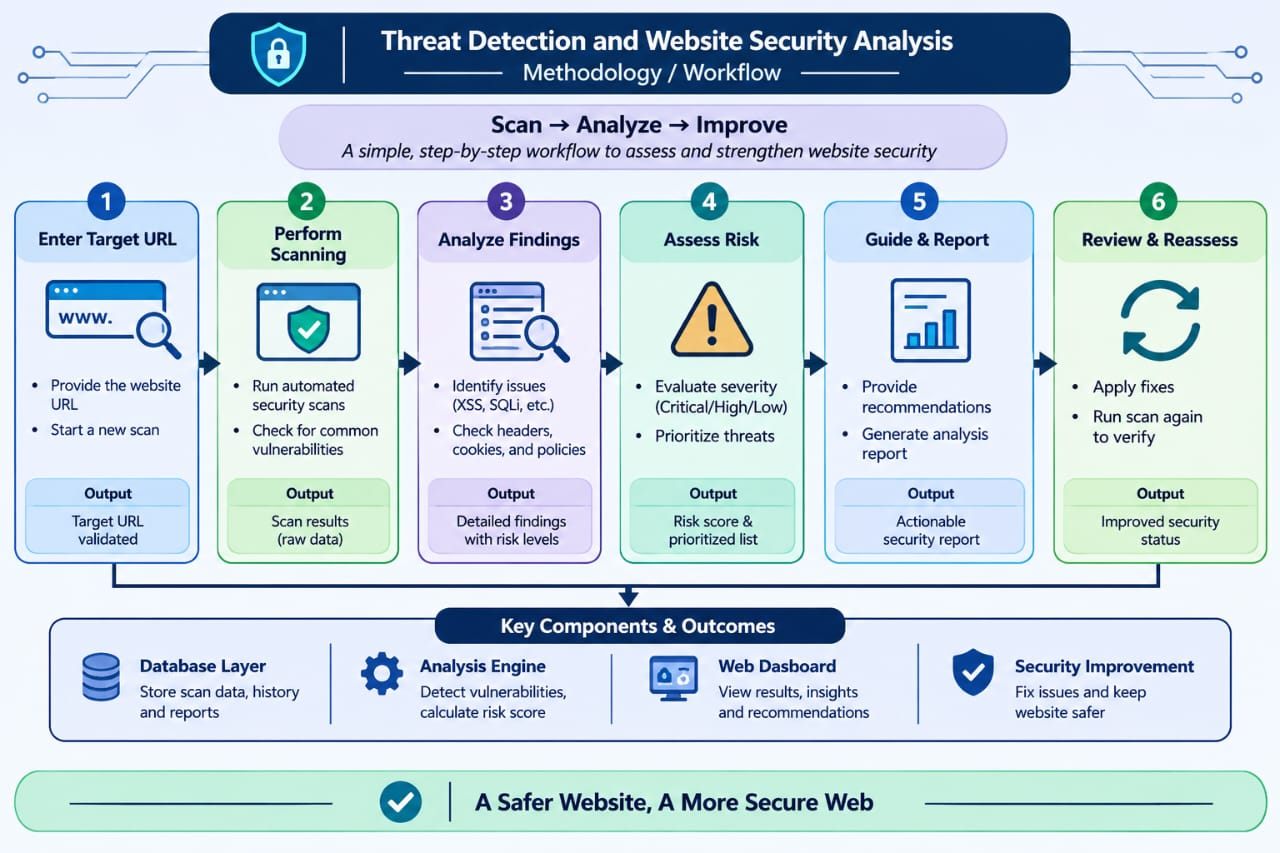 Threat Detection and Website Security Analysis
Methodology / Workflow
Scan → Analyze → Improve
A simple, step-by-step workflow to assess and strengthen website security
1
Enter Target URL
www.
• Provide the website
URL
• Start a new scan
Output
Target URL
validated
2
Perform
Scanning
• Run automated
security scans
• Check for common
vulnerabilities
Output
Scan results
(raw data)
3
Analyze Findings
• Identify issues
(XSS, SQLi, etc.)
• Check headers,
cookies, and policies
Output
Detailed findings
with risk levels
4
Assess Risk
• Evaluate severity
(Critical/High/Low)
• Prioritize threats
Output
Risk score &
prioritized list
5
Guide & Report
• Provide
recommendations
• Generate analysis
report
Output
Actionable
security report
6
Review & Reassess
• Apply fixes
• Run scan again
to verify
Output
Improved security
status
Key Components & Outcomes
Database Layer
Store scan data, history
and reports
Analysis Engine
Detect vulnerabilities,
calculate risk score
Web Dasboard
View results, insights
and recommendations
Security Improvement
Fix issues and keep
website safer
A Safer Website, A More Secure Web